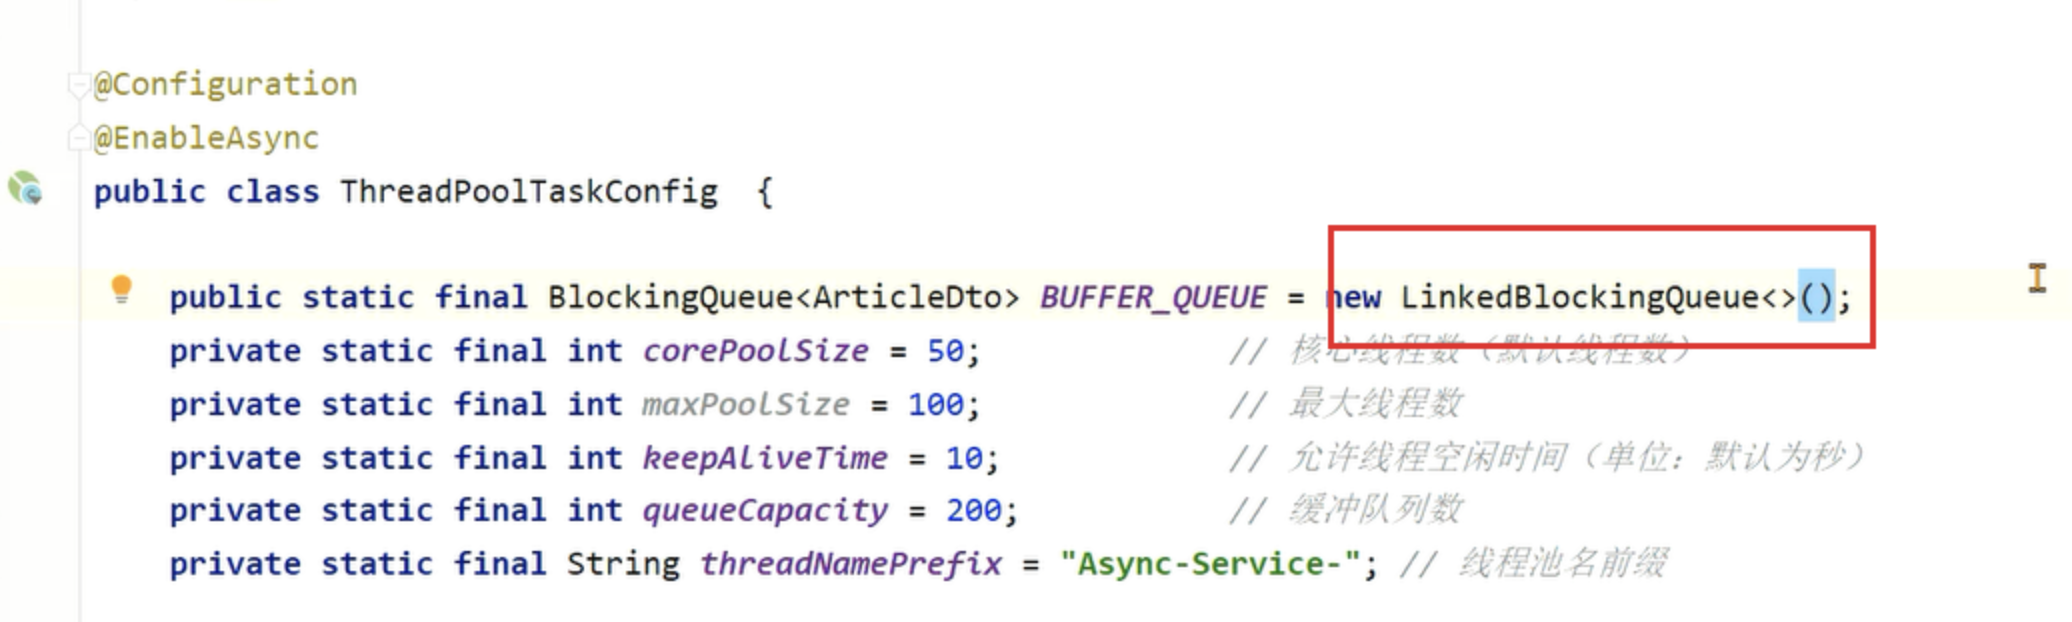 @Configuration
@EnableAsync
public class ThreadPoolTaskConfig  {
public static final BlockingQueue<ArticleDto> BUFFER_QUEUE = new LinkedBlockingQueue<>();
private static final int corePoolSize = 50; // 核心线程数（默认线程数）
private static final int maxPoolSize = 100; // 最大线程数
private static final int keepAliveTime = 10; // 允许线程空闲时间（单位：默认为秒）
private static final int queueCapacity = 200; // 缓冲队列数
private static final String threadNamePrefix = "Async-Service-"; // 线程池名前缀